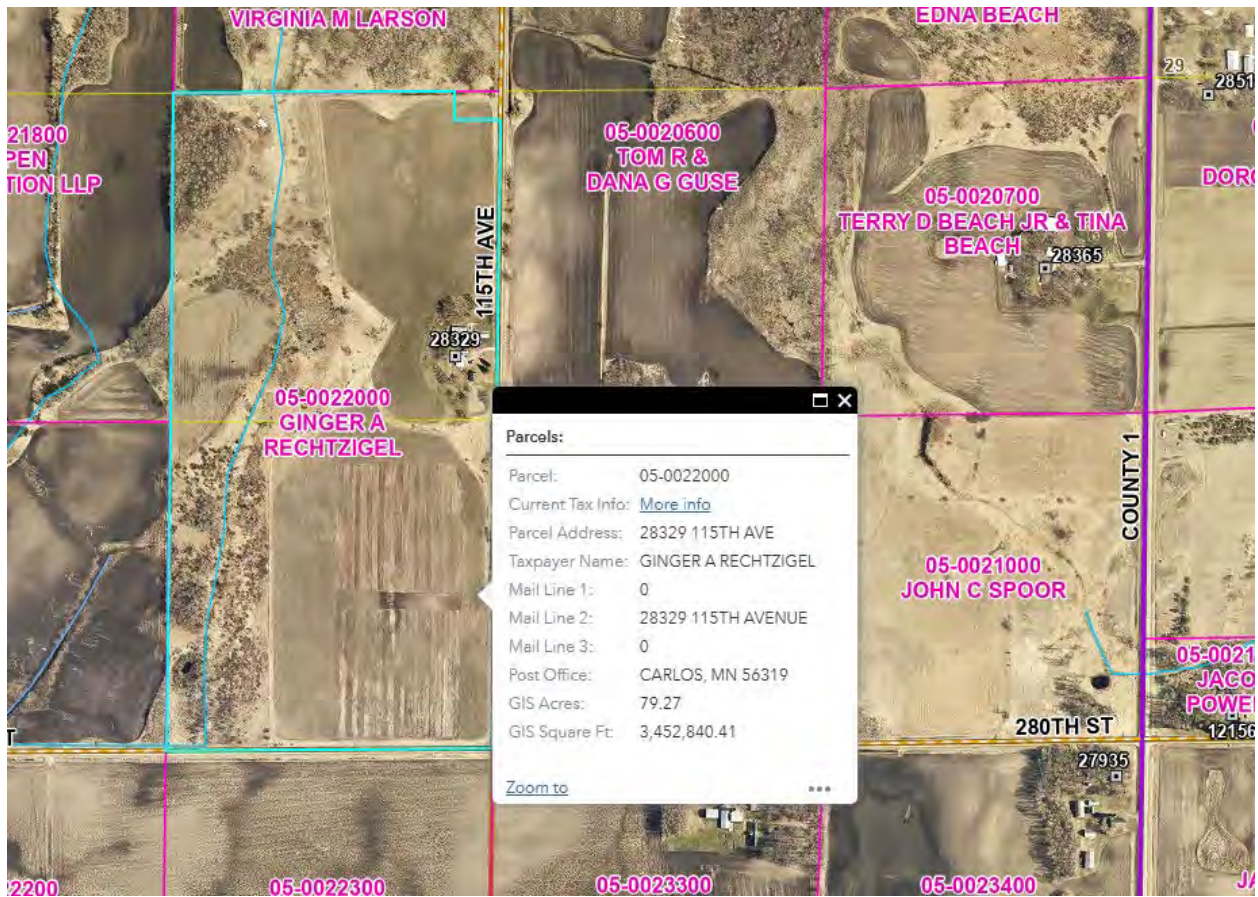 VIRGINIA M LARSON
EDNA BEACH
29
2851
21800
PEN
TION LLP
05-0020600
TOM R &
DANA G GUSE
DORO
05-0020700
TERRY D BEACH JR & TINA
BEACH
28365
115TH AVE
28329
05-0022000
GINGER A
RECHTZIGEL
Parcels:
Parcel: 05-0022000
Current Tax Info: More info
Parcel Address: 28329 115TH AVE
Taxpayer Name: GINGER A RECHTZIGEL
Mail Line 1: 0
Mail Line 2: 28329 115TH AVENUE
Mail Line 3: 0
Post Office: CARLOS, MN 56319
GIS Acres: 79.27
GIS Square Ft: 3,452,840.41
Zoom to
COUNTY 1
05-0021000
JOHN C SPOOR
05-0021
JACO
POWE
12156
T
280TH ST
27935
2200
05-0022300
05-0023300
05-0023400
JA